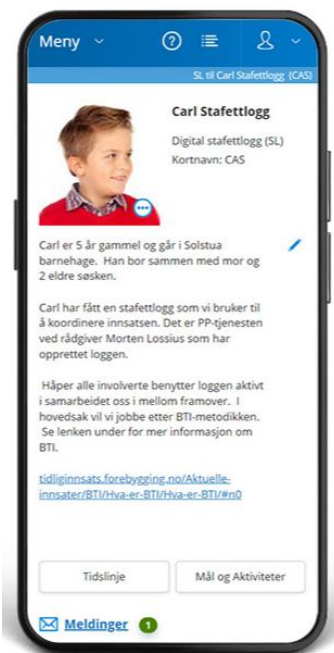 Meny
SL til Carl Stafettlogg (CAS)
Carl Stafettlogg
Digital stafettlogg (SL)
Kortnavn: CAS
Carl er 5 år gammel og går i Solstua
barnehage. Han bor sammen med mor og
2 eldre søsken.
Carl har fått en stafettlogg som vi bruker til
å koordinere innsatsen. Det er PP-tjenesten
ved rådgiver Morten Lossius som har
opprettet loggen.
Håper alle involverte benytter loggen aktivt
i samarbeidet oss i mellom framover. I
hovedsak vil vi jobbe etter BTI-metodikken.
Se lenken under for mer informasjon om
BTI.
tidliginnsats.forebygging.no/Aktuelle-
innsater/BTI/Hva-er-BTI/Hva-er-BTI/#n0
Tidslinje
Mål og Aktiviteter
Meldinger 1